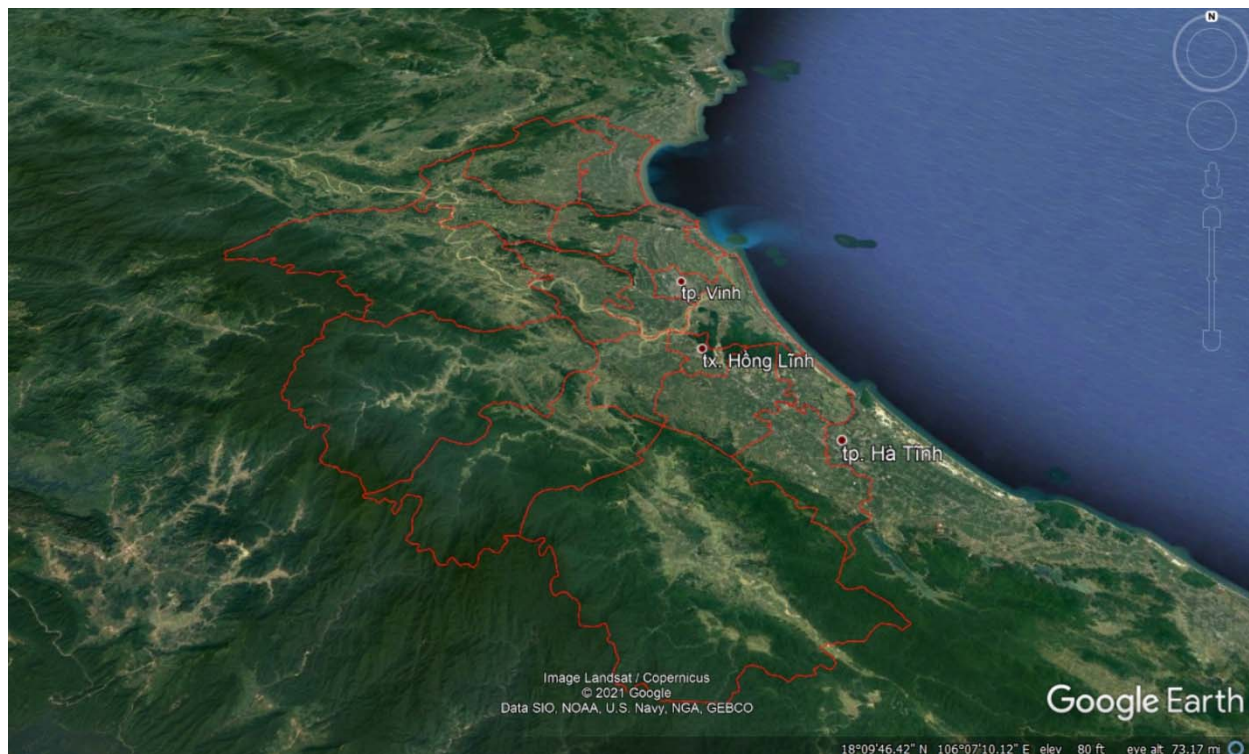 N
tp. Vinh
tx. Hồng Lĩnh
tp. Hà Tĩnh
Image Landsat / Copernicus
© 2021 Google
Data SIO, NOAA, U.S. Navy, NGA, GEBCO
Google Earth
18°09'46.42" N 106°07'10.12" E elev 80 ft eye alt 73.17 mi